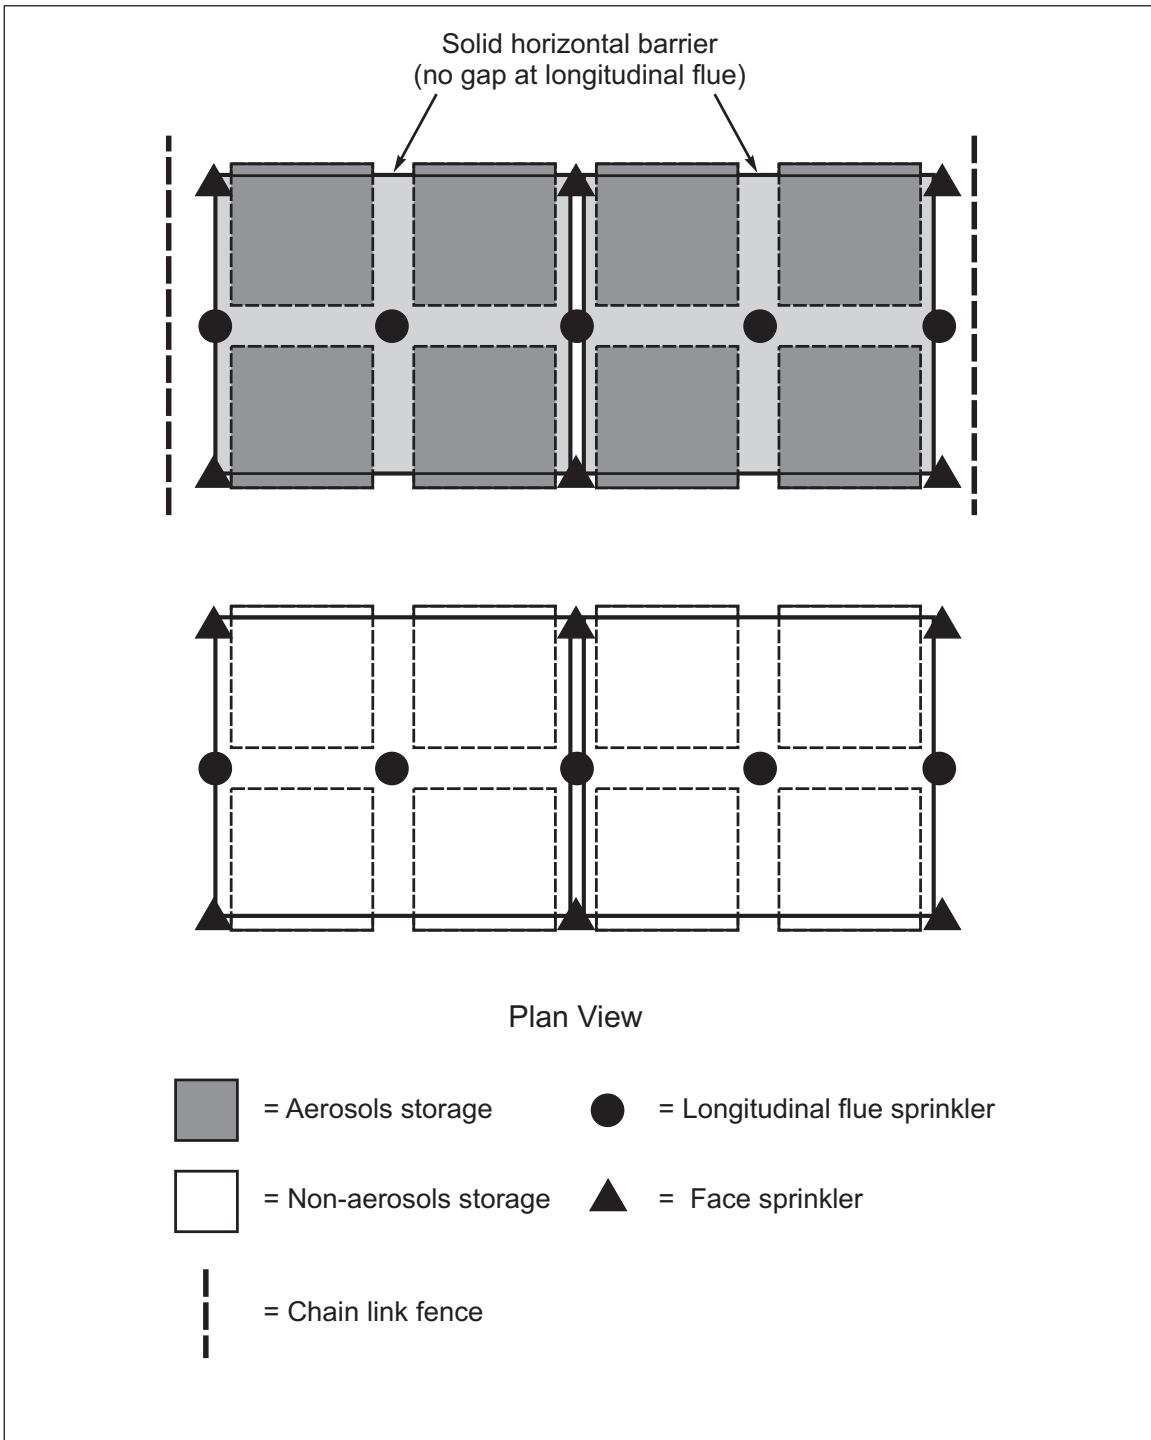 Solid horizontal barrier
(no gap at longitudinal flue)
Plan View
= Aerosols storage
= Longitudinal flue sprinkler
= Non-aerosols storage
= Face sprinkler
= Chain link fence